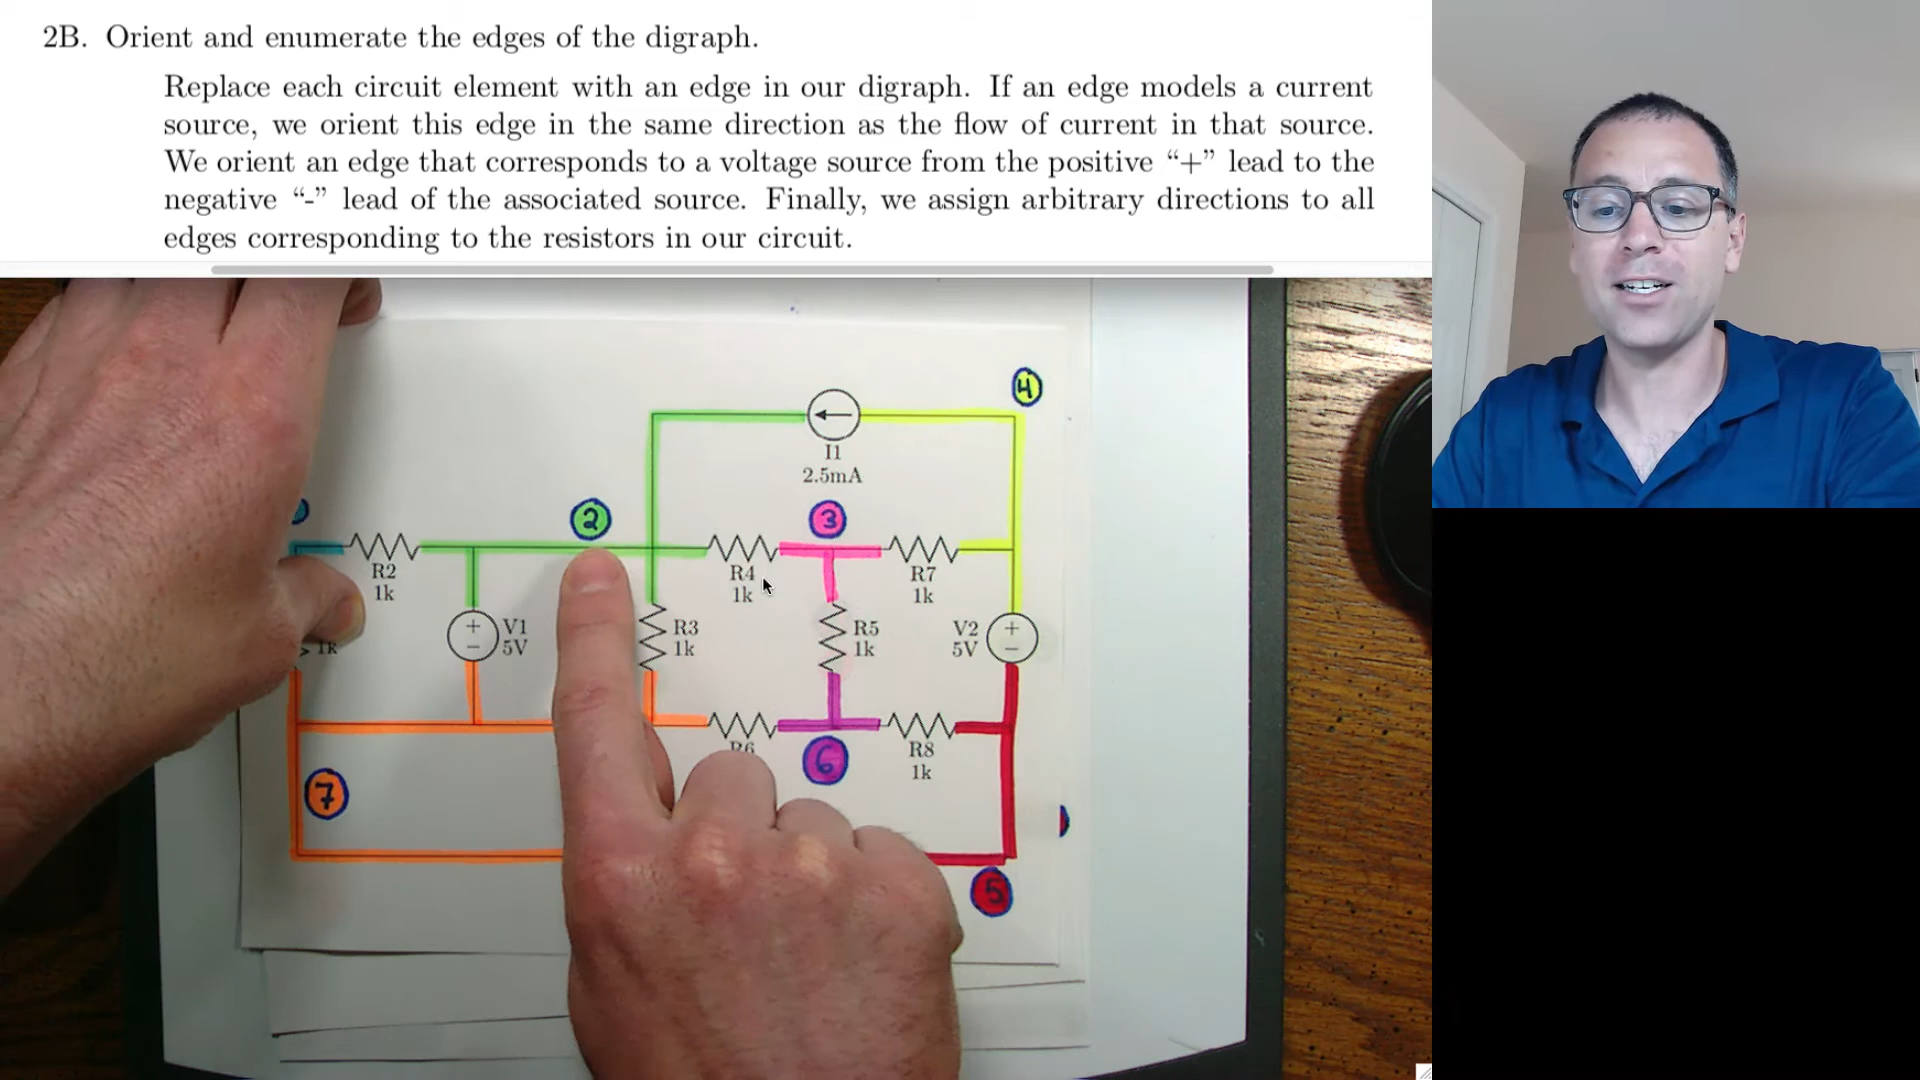 2B. Orient and enumerate the edges of the digraph.
Replace each circuit element with an edge in our digraph. If an edge models a current
source, we orient this edge in the same direction as the flow of current in that source.
We orient an edge that corresponds to a voltage source from the positive “+” lead to the
negative “-” lead of the associated source. Finally, we assign arbitrary directions to all
edges corresponding to the resistors in our circuit.
4
I1
2.5mA
2
3
R2
1k
R4
1k
R7
1k
+
-
V1
5V
R3
1k
R5
1k
V2
5V
+
-
1k
R6
6
R8
1k
7
5